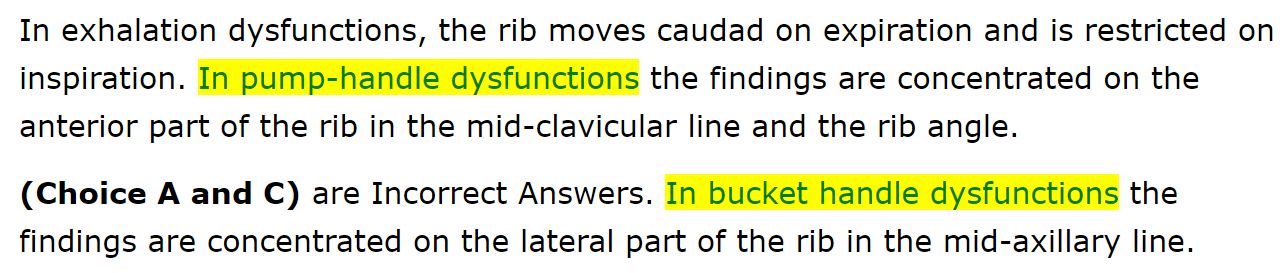 In exhalation dysfunctions, the rib moves caudad on expiration and is restricted on
inspiration. In pump-handle dysfunctions the findings are concentrated on the
anterior part of the rib in the mid-clavicular line and the rib angle.
(Choice A and C) are Incorrect Answers. In bucket handle dysfunctions the
findings are concentrated on the lateral part of the rib in the mid-axillary line.